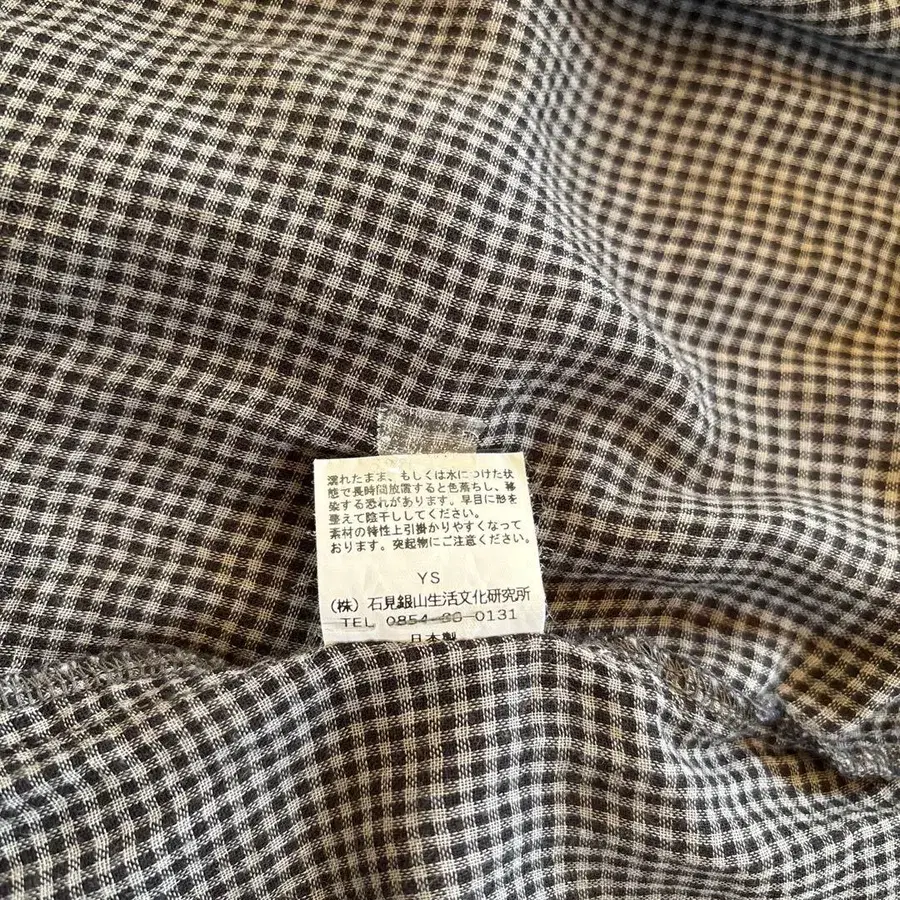 濡れたまま、もしくは水につけた状
態で長時間放置すると色落ちし、移
染する恐れがあります。早目に形を
整えて陰干ししてください。
素材の特性上引掛かりやすくなって
おります。突起物にご注意ください。
YS
(株) 石見銀山生活文化研究所
TEL 0854-   -0131
日本製